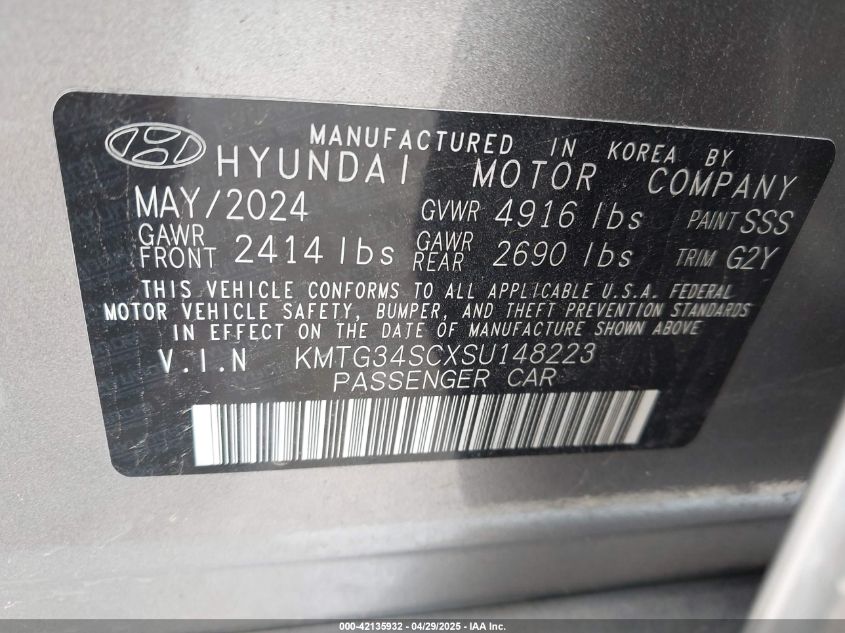 MANUFACTURED IN KOREA BY
HYUNDAI MOTOR COMPANY
MAY/2024 GVWR 4916 lbs PAINT SSS
GAWR FRONT 2414 lbs GAWR REAR 2690 lbs TRIM G2Y
THIS VEHICLE CONFORMS TO ALL APPLICABLE U.S.A. FEDERAL
MOTOR VEHICLE SAFETY, BUMPER, AND THEFT PREVENTION STANDARDS
IN EFFECT ON THE DATE OF MANUFACTURE SHOWN ABOVE
V.I.N KMTG34SCXSU148223
PASSENGER CAR
000-42135932 - 04/29/2025 - IAA Inc.